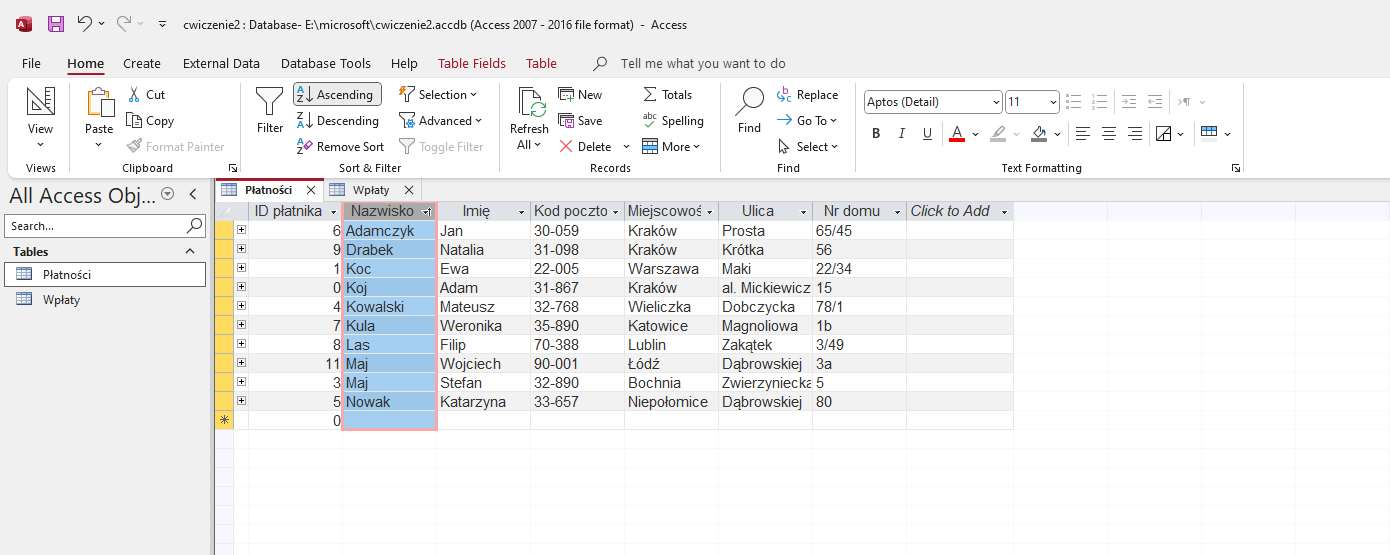 cwiczenie2 : Database- E:\microsoft\cwiczenie2.accdb (Access 2007 - 2016 file format) - Access
File Home Create External Data Database Tools Help Table Fields Table Tell me what you want to do
View
Views
Paste
Cut
Copy
Format Painter
Clipboard
Filter
Ascending
Descending
Remove Sort
Selection
Advanced
Toggle Filter
Sort & Filter
Refresh
All
New
Save
Delete
Totals
Spelling
More
Records
Find
Replace
Go To
Select
Find
Aptos (Detail) 11
B I U A
Text Formatting
All Access Obj...
Search...
Tables
Płatności
Wpłaty
Płatności Wpłaty
ID płatnika Nazwisko Imię Kod poczto Miejscowoś Ulica Nr domu Click to Add
6 Adamczyk Jan 30-059 Kraków Prosta 65/45
9 Drabek Natalia 31-098 Kraków Krótka 56
1 Koc Ewa 22-005 Warszawa Maki 22/34
0 Koj Adam 31-867 Kraków al. Mickiewicz 15
4 Kowalski Mateusz 32-768 Wieliczka Dobczycka 78/1
7 Kula Weronika 35-890 Katowice Magnoliowa 1b
8 Las Filip 70-388 Lublin Zakątek 3/49
11 Maj Wojciech 90-001 Łódź Dąbrowskiej 3a
3 Maj Stefan 32-890 Bochnia Zwierzyniecka 5
5 Nowak Katarzyna 33-657 Niepołomice Dąbrowskiej 80
0